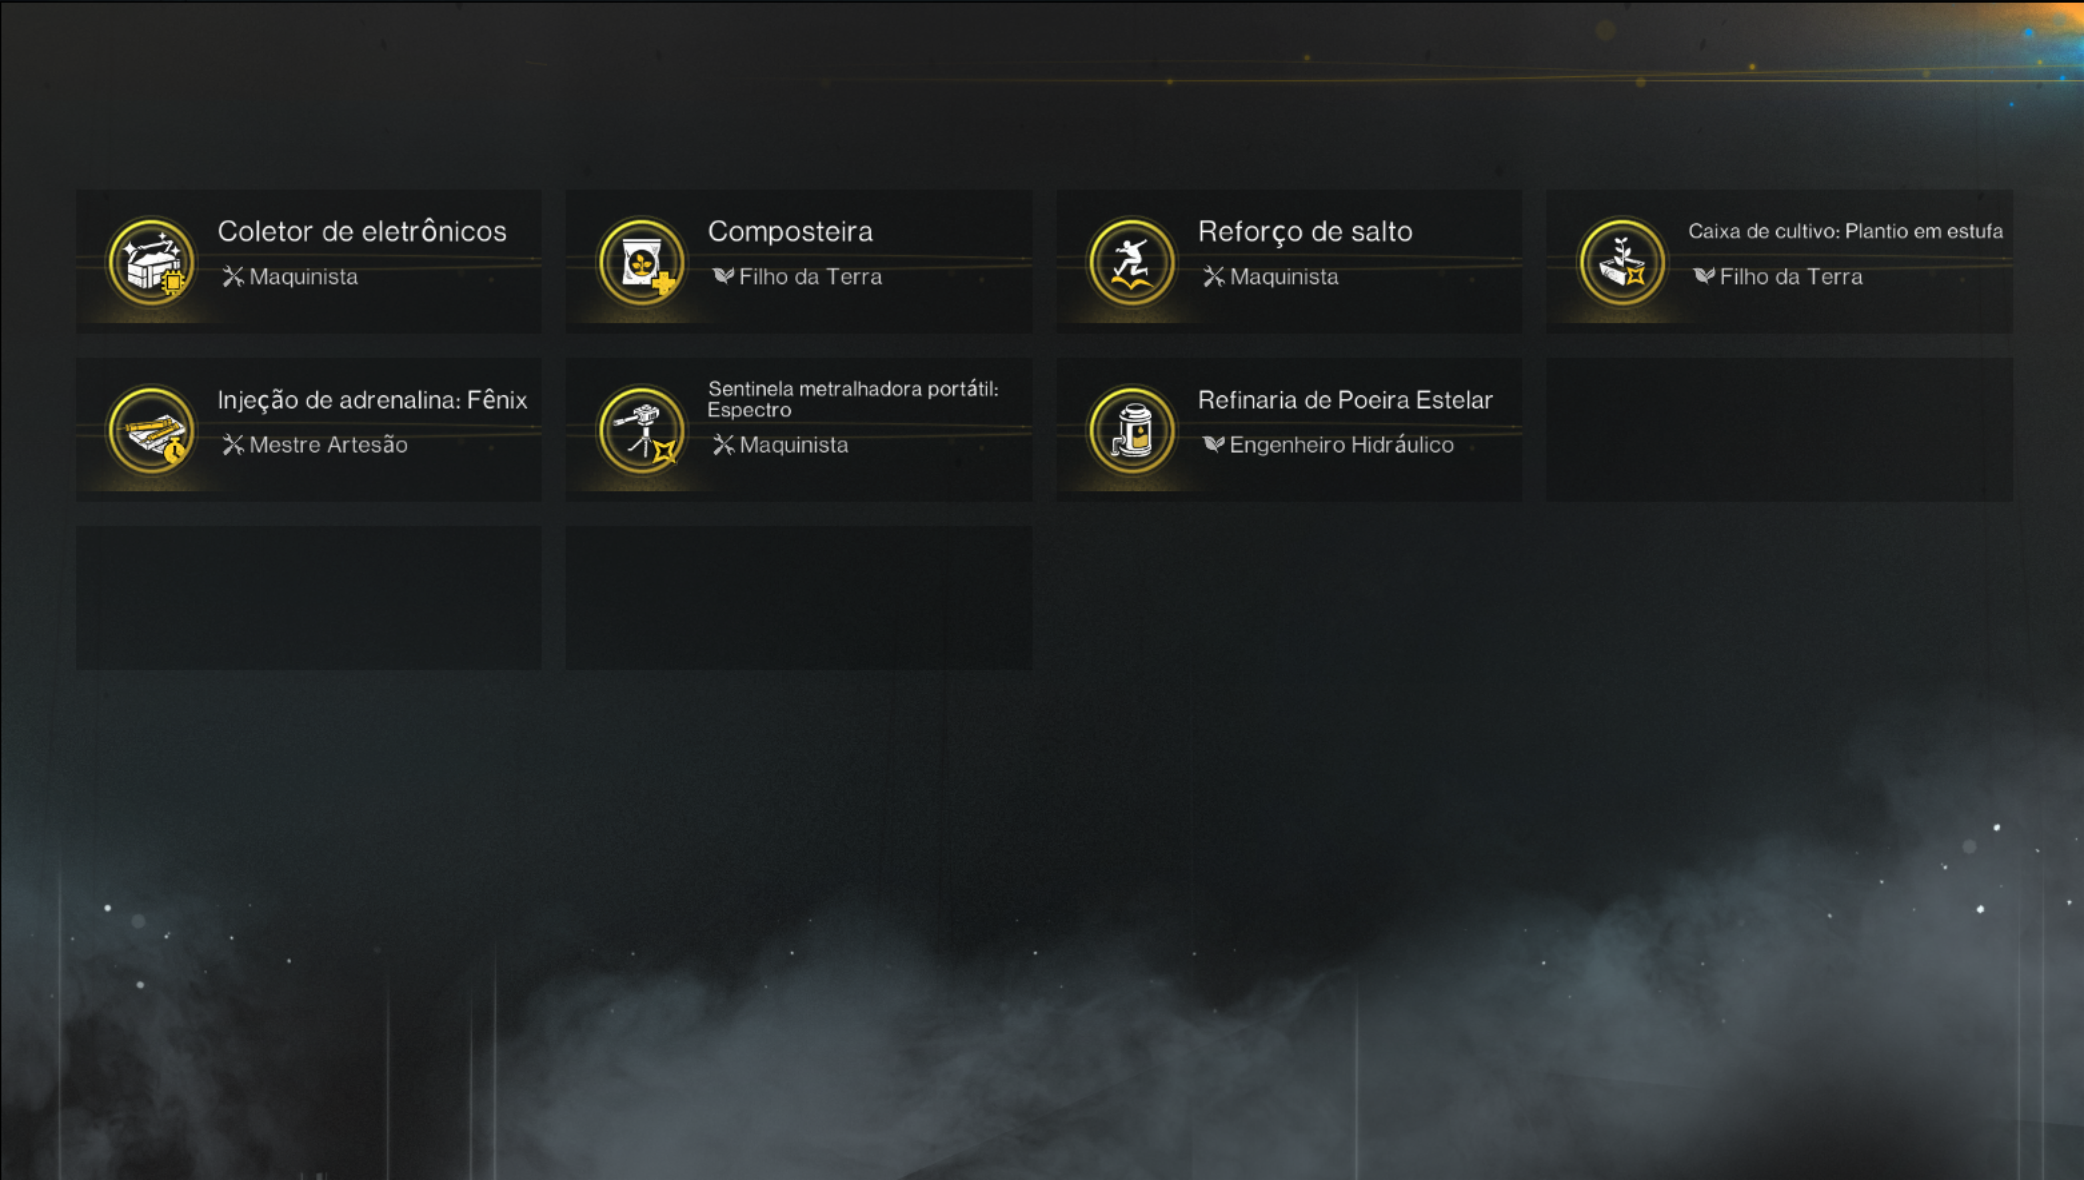 Coletor de eletrônicos
Maquinista
Composteira
Filho da Terra
Reforço de salto
Maquinista
Caixa de cultivo: Plantio em estufa
Filho da Terra
Injeção de adrenalina: Fênix
Mestre Artesão
Sentinela metralhadora portátil:
Espectro
Maquinista
Refinaria de Poeira Estelar
Engenheiro Hidráulico